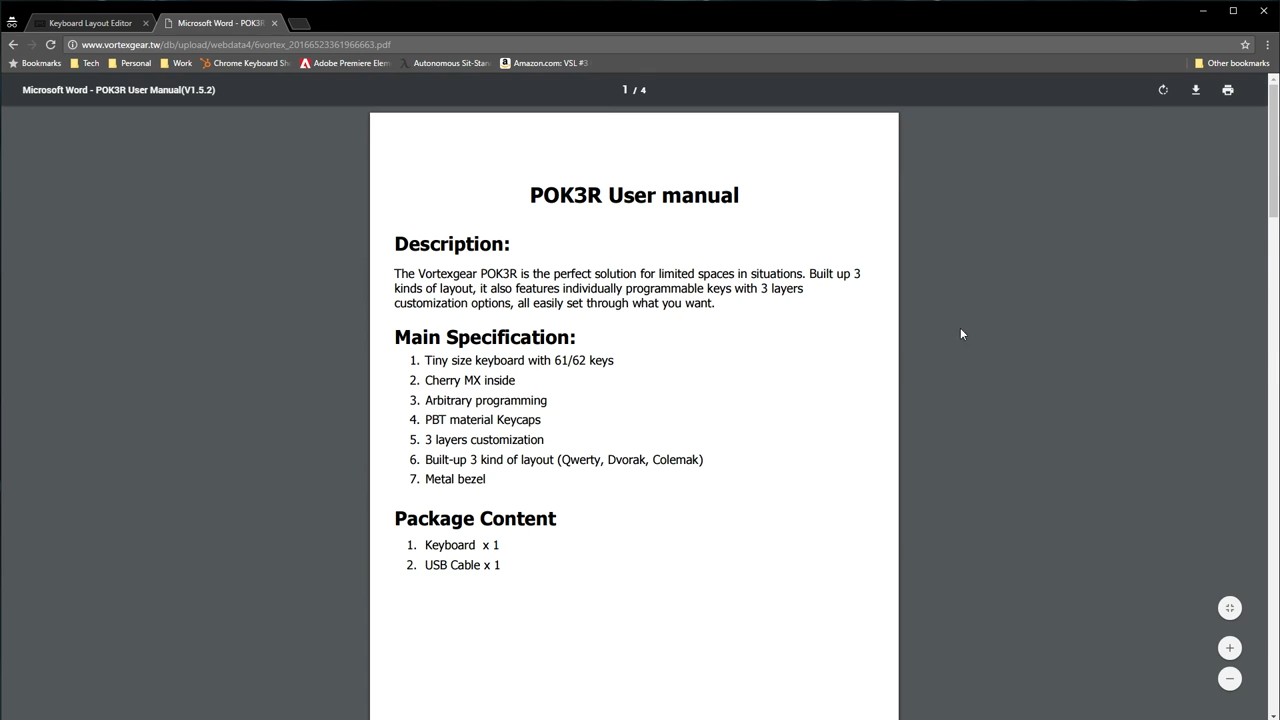 Keyboard Layout Editor
Microsoft Word - POK3R
www.vortexgear.tw/db/upload/webdata4/6vortex_20166523361966663.pdf
Bookmarks Tech Personal Work Chrome Keyboard Sh Adobe Premiere Elem Autonomous Sit-Stan Amazon.com: VSL #3 Other bookmarks
Microsoft Word - POK3R User Manual(V1.5.2) 1 / 4
POK3R User manual
Description:
The Vortexgear POK3R is the perfect solution for limited spaces in situations. Built up 3
kinds of layout, it also features individually programmable keys with 3 layers
customization options, all easily set through what you want.
Main Specification:
1. Tiny size keyboard with 61/62 keys
2. Cherry MX inside
3. Arbitrary programming
4. PBT material Keycaps
5. 3 layers customization
6. Built-up 3 kind of layout (Qwerty, Dvorak, Colemak)
7. Metal bezel
Package Content
1. Keyboard x 1
2. USB Cable x 1